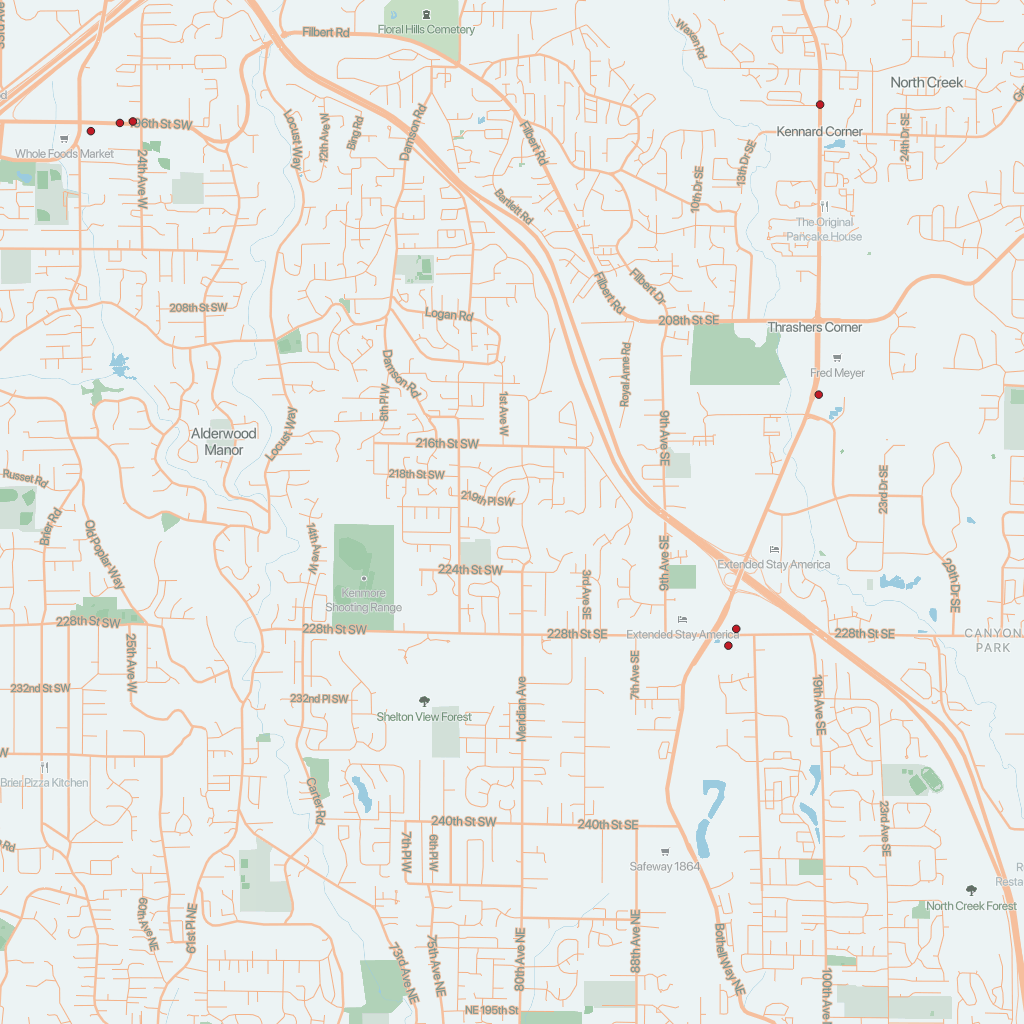 33rd Ave
Filbert Rd
Floral Hills Cemetery
Waxen Rd
North Creek
196th St SW
Whole Foods Market
24th Ave W
Locust Way
12th Ave W
Bing Rd
Damson Rd
Filbert Rd
Kennard Corner
24th Dr SE
13th Dr SE
10th Dr SE
Bartlett Rd
The Original
Pancake House
Filbert Rd
Filbert Dr
208th St SW
Logan Rd
208th St SE
Thrashers Corner
Fred Meyer
Royal Anne Rd
Damson Rd
8th Pl W
1st Ave W
9th Ave SE
Alderwood
Manor
Locust Way
216th St SW
218th St SW
219th Pl SW
Russet Rd
23rd Dr SE
Brier Rd
Old Poplar Way
14th Ave W
9th Ave SE
Extended Stay America
224th St SW
3rd Ave SE
29th Dr SE
Kenmore
Shooting Range
228th St SW
228th St SW
228th St SE
Extended Stay America
228th St SE
CANYON
PARK
25th Ave W
7th Ave SE
19th Ave SE
232nd St SW
232nd Pl SW
Meridian Ave
Shelton View Forest
Brier Pizza Kitchen
Carter Rd
240th St SW
240th St SE
23rd Ave SE
7th Pl W
6th Pl W
Safeway 1864
North Creek Forest
60th Ave NE
61st Pl NE
73rd Ave NE
75th Ave NE
80th Ave NE
88th Ave NE
Bothell Way NE
100th Ave
NE 195th St